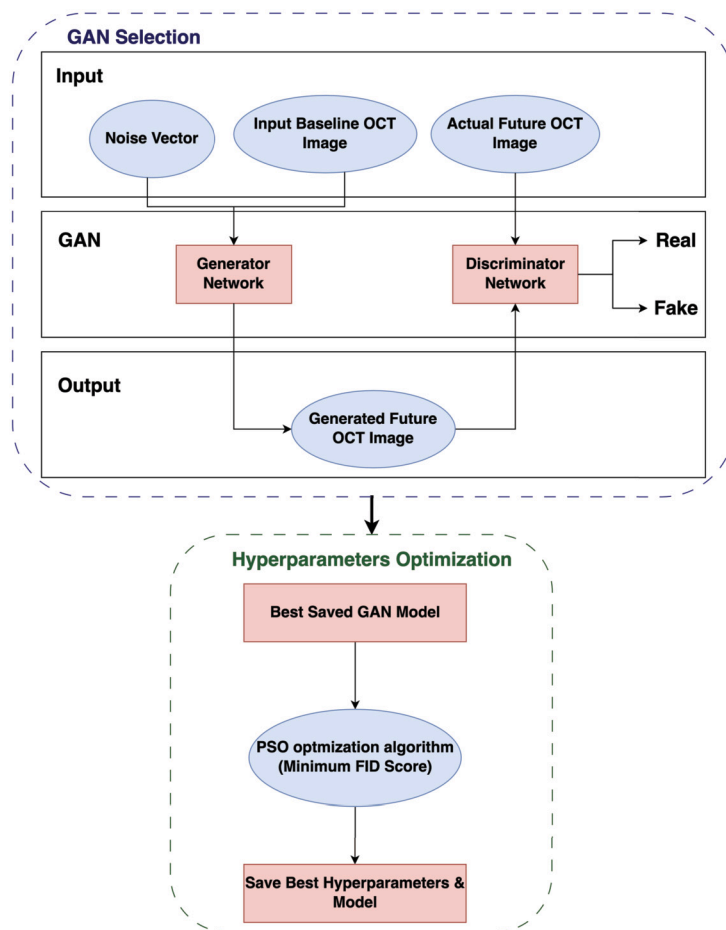 GAN Selection
Input
Noise Vector
Input Baseline OCT
Image
Actual Future OCT
Image
GAN
Generator
Network
Discriminator
Network
Real
Fake
Output
Generated Future
OCT Image
Hyperparameters Optimization
Best Saved GAN Model
PSO optmization algorithm
(Minimum FID Score)
Save Best Hyperparameters &
Model